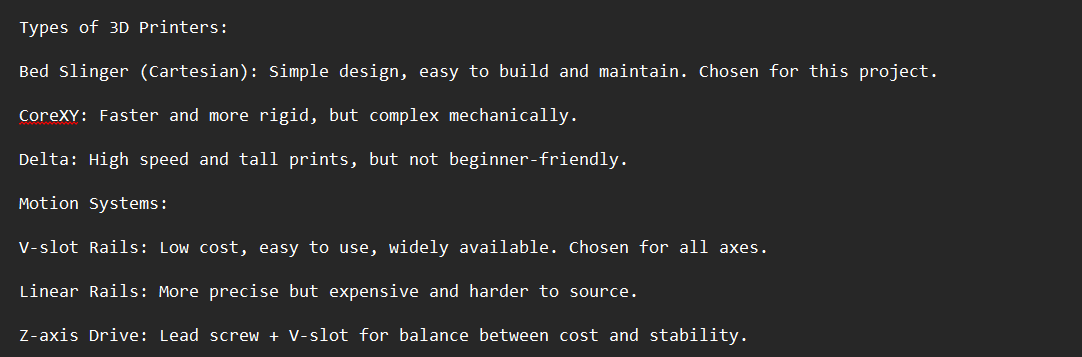 Types of 3D Printers:
Bed Slinger (Cartesian): Simple design, easy to build and maintain. Chosen for this project.
CoreXY: Faster and more rigid, but complex mechanically.
Delta: High speed and tall prints, but not beginner-friendly.
Motion Systems:
V-slot Rails: Low cost, easy to use, widely available. Chosen for all axes.
Linear Rails: More precise but expensive and harder to source.
Z-axis Drive: Lead screw + V-slot for balance between cost and stability.